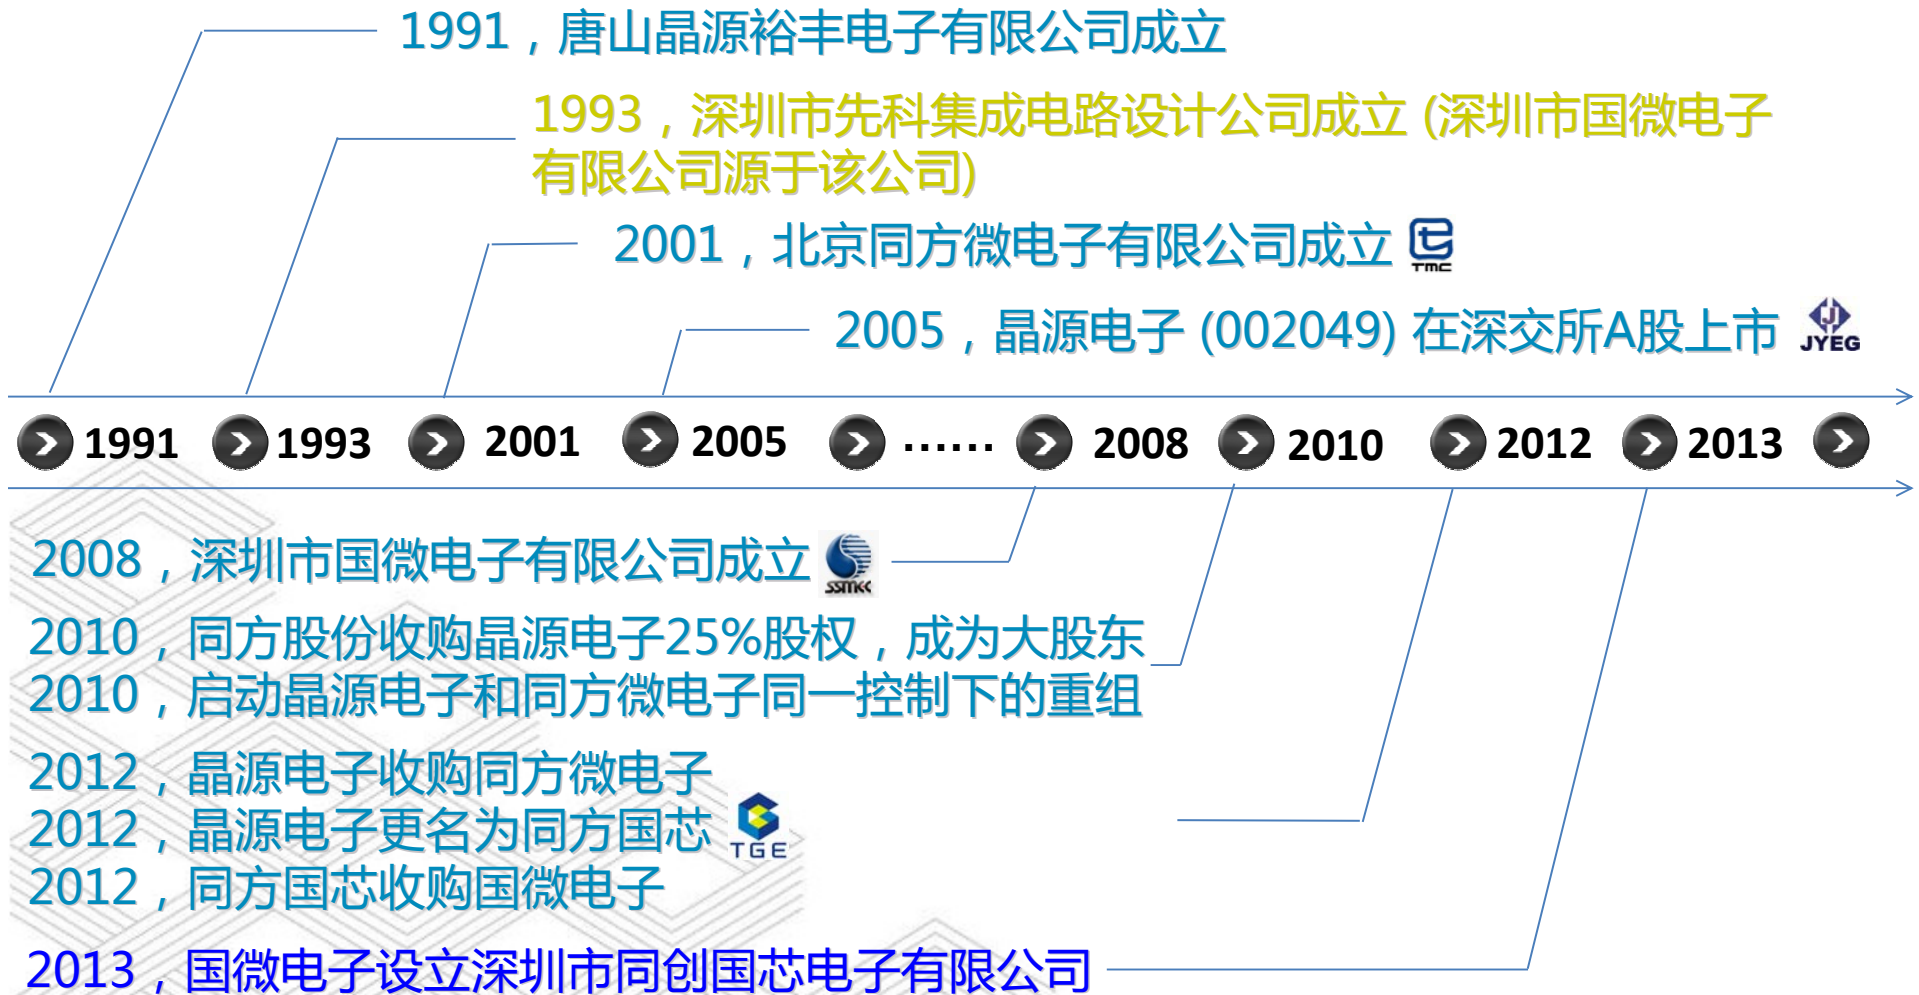 1991，唐山晶源裕丰电子有限公司成立
1993，深圳市先科集成电路设计公司成立 (深圳市国微电子
有限公司源于该公司)
2001，北京同方微电子有限公司成立 TMC
2005，晶源电子 (002049) 在深交所A股上市 JYEG
1991 1993 2001 2005 ...... 2008 2010 2012 2013
2008，深圳市国微电子有限公司成立 SSMEC
2010，同方股份收购晶源电子25%股权，成为大股东
2010，启动晶源电子和同方微电子同一控制下的重组
2012，晶源电子收购同方微电子
2012，晶源电子更名为同方国芯 TGE
2012，同方国芯收购国微电子
2013，国微电子设立深圳市同创国芯电子有限公司